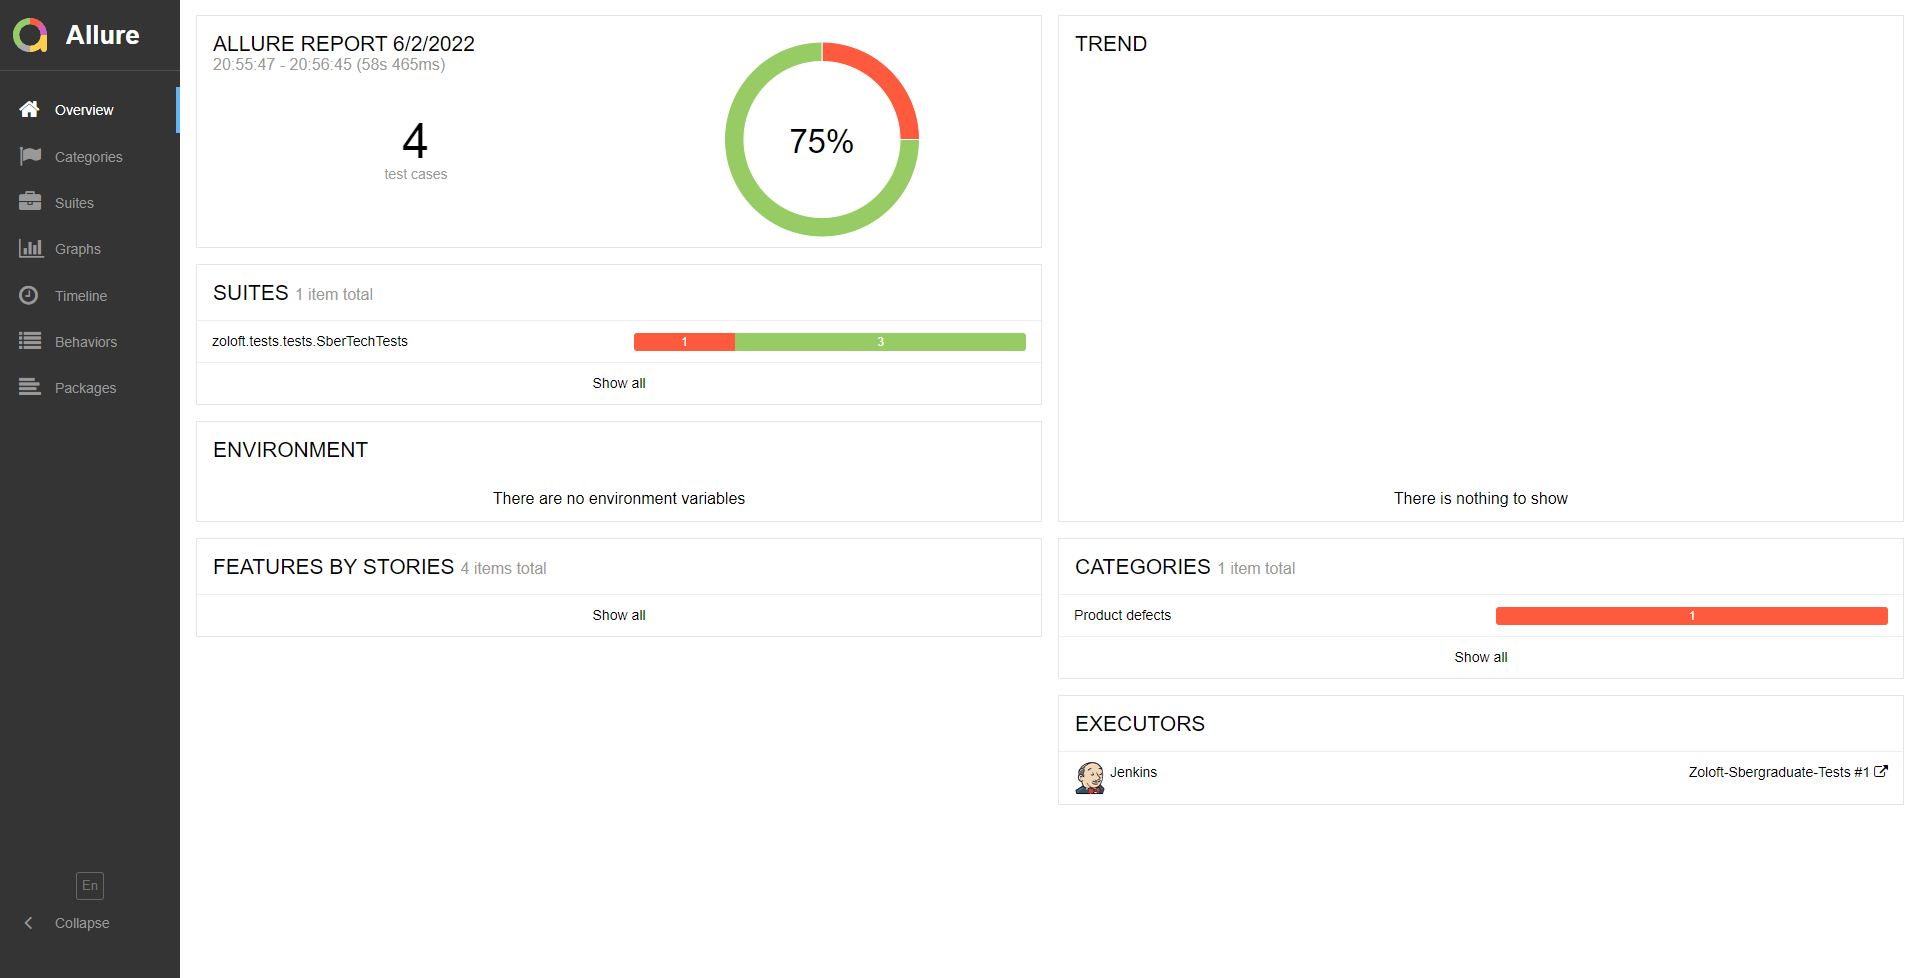 Allure
Overview
Categories
Suites
Graphs
Timeline
Behaviors
Packages
En
Collapse
ALLURE REPORT 6/2/2022
20:55:47 - 20:56:45 (58s 465ms)
4
test cases
75%
SUITES 1 item total
zoloft.tests.tests.SberTechTests 1 3
Show all
ENVIRONMENT
There are no environment variables
FEATURES BY STORIES 4 items total
Show all
TREND
There is nothing to show
CATEGORIES 1 item total
Product defects 1
Show all
EXECUTORS
Jenkins Zoloft-Sbergraduate-Tests #1